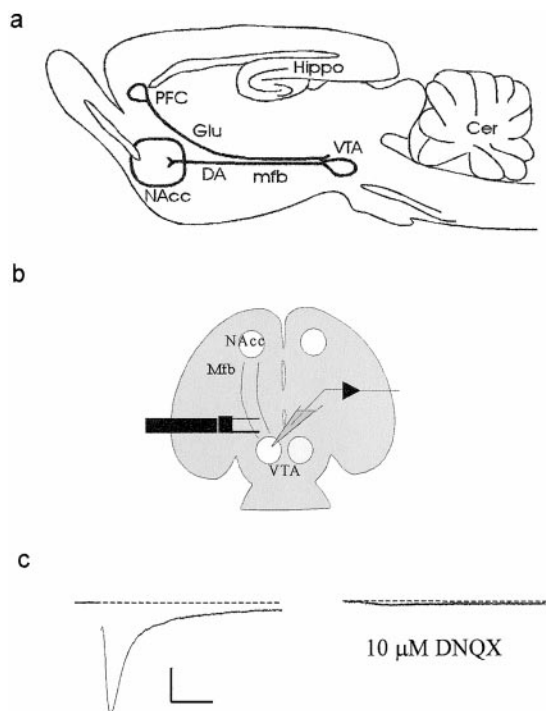 a
Hippo
PFC
Glu
VTA
Cer
DA mfb
NAcc
b
NAcc
Mfb
VTA
c
10 µM DNQX